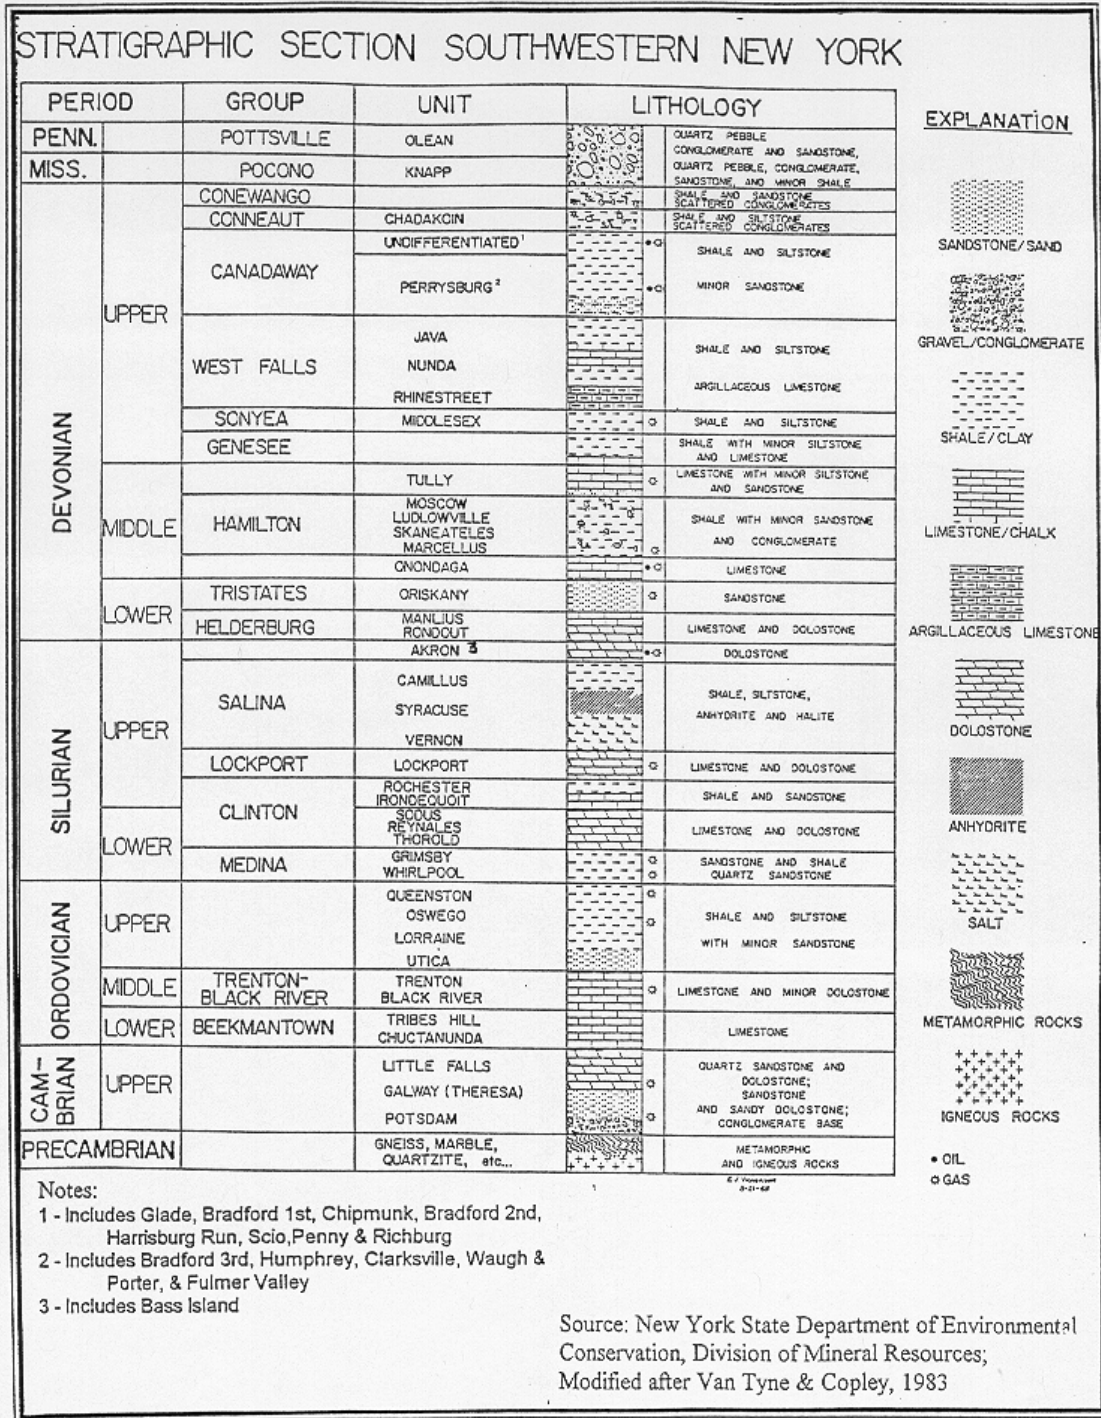 STRATIGRAPHIC SECTION SOUTHWESTERN NEW YORK
PERIOD GROUP UNIT LITHOLOGY
PENN. POTTSVILLE OLEAN QUARTZ PEBBLE
CONGLOMERATE AND SANDSTONE,
MISS. POCONO KNAPP QUARTZ PEBBLE, CONGLOMERATE,
SANDSTONE, AND MINOR SHALE
DEVONIAN
UPPER
CONEWANGO SHALE AND SANDSTONE
SCATTERED CONGLOMERATES
CONNEAUT CHADAKOIN SHALE AND SILTSTONE
SCATTERED CONGLOMERATES
CANADAWAY
UNDIFFERENTIATED¹ SHALE AND SILTSTONE
PERRYSBURG² MINOR SANDSTONE
WEST FALLS
JAVA SHALE AND SILTSTONE
NUNDA
RHINESTREET ARGILLACEOUS LIMESTONE
SONYEA MIDDLESEX SHALE AND SILTSTONE
GENESEE SHALE WITH MINOR SILTSTONE
AND LIMESTONE
MIDDLE
TULLY LIMESTONE WITH MINOR SILTSTONE
AND SANDSTONE
HAMILTON
MOSCOW
LUDLOWVILLE SHALE WITH MINOR SANDSTONE
SKANEATELES AND CONGLOMERATE
MARCELLUS
ONONDAGA LIMESTONE
LOWER
TRISTATES ORISKANY SANDSTONE
HELDERBURG MANLIUS
RONDOUT LIMESTONE AND DOLOSTONE
SILURIAN
UPPER
AKRON 3 DOLOSTONE
SALINA
CAMILLUS SHALE, SILTSTONE,
SYRACUSE ANHYDRITE AND HALITE
VERNON
LOCKPORT LOCKPORT LIMESTONE AND DOLOSTONE
CLINTON
ROCHESTER
IRONDEQUOIT SHALE AND SANDSTONE
LOWER
SODUS
REYNALES LIMESTONE AND DOLOSTONE
THOROLD
MEDINA
GRIMSBY SANDSTONE AND SHALE
WHIRLPOOL QUARTZ SANDSTONE
ORDOVICIAN
UPPER
QUEENSTON
OSWEGO SHALE AND SILTSTONE
LORRAINE WITH MINOR SANDSTONE
UTICA
MIDDLE TRENTON-
BLACK RIVER
TRENTON
BLACK RIVER LIMESTONE AND MINOR DOLOSTONE
LOWER BEEKMANTOWN TRIBES HILL
CHUCTANUNDA LIMESTONE
CAM-
BRIAN
UPPER
LITTLE FALLS
GALWAY (THERESA)
POTSDAM
QUARTZ SANDSTONE AND
DOLOSTONE;
SANDSTONE
AND SANDY DOLOSTONE;
CONGLOMERATE BASE
PRECAMBRIAN GNEISS, MARBLE,
QUARTZITE, etc...
METAMORPHIC
AND IGNEOUS ROCKS
EXPLANATION
SANDSTONE/SAND
GRAVEL/CONGLOMERATE
SHALE/CLAY
LIMESTONE/CHALK
ARGILLACEOUS LIMESTONE
DOLOSTONE
ANHYDRITE
SALT
METAMORPHIC ROCKS
IGNEOUS ROCKS
OIL
GAS
Notes:
1 - Includes Glade, Bradford 1st, Chipmunk, Bradford 2nd,
Harrisburg Run, Scio,Penny & Richburg
2 - Includes Bradford 3rd, Humphrey, Clarksville, Waugh &
Porter, & Fulmer Valley
3 - Includes Bass Island
Source: New York State Department of Environmental
Conservation, Division of Mineral Resources;
Modified after Van Tyne & Copley, 1983